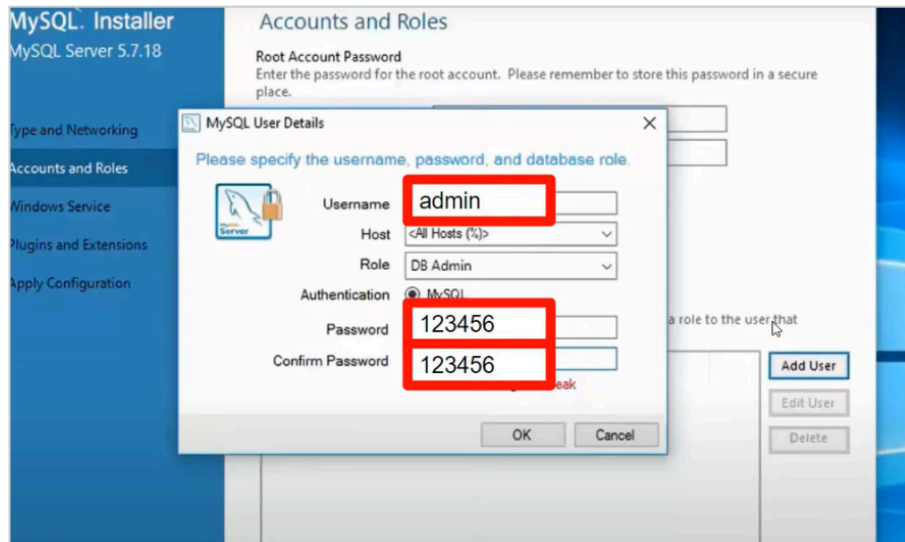 MySQL. Installer
MySQL Server 5.7.18
Type and Networking
Accounts and Roles
Windows Service
Plugins and Extensions
Apply Configuration
Accounts and Roles
Root Account Password
Enter the password for the root account. Please remember to store this password in a secure
place.
MySQL User Details
Please specify the username, password, and database role.
Server
Username admin
Host <All Hosts (%)>
Role DB Admin
Authentication MySQL
Password 123456
Confirm Password 123456
OK Cancel
a role to the user that
Add User
Edit User
Delete